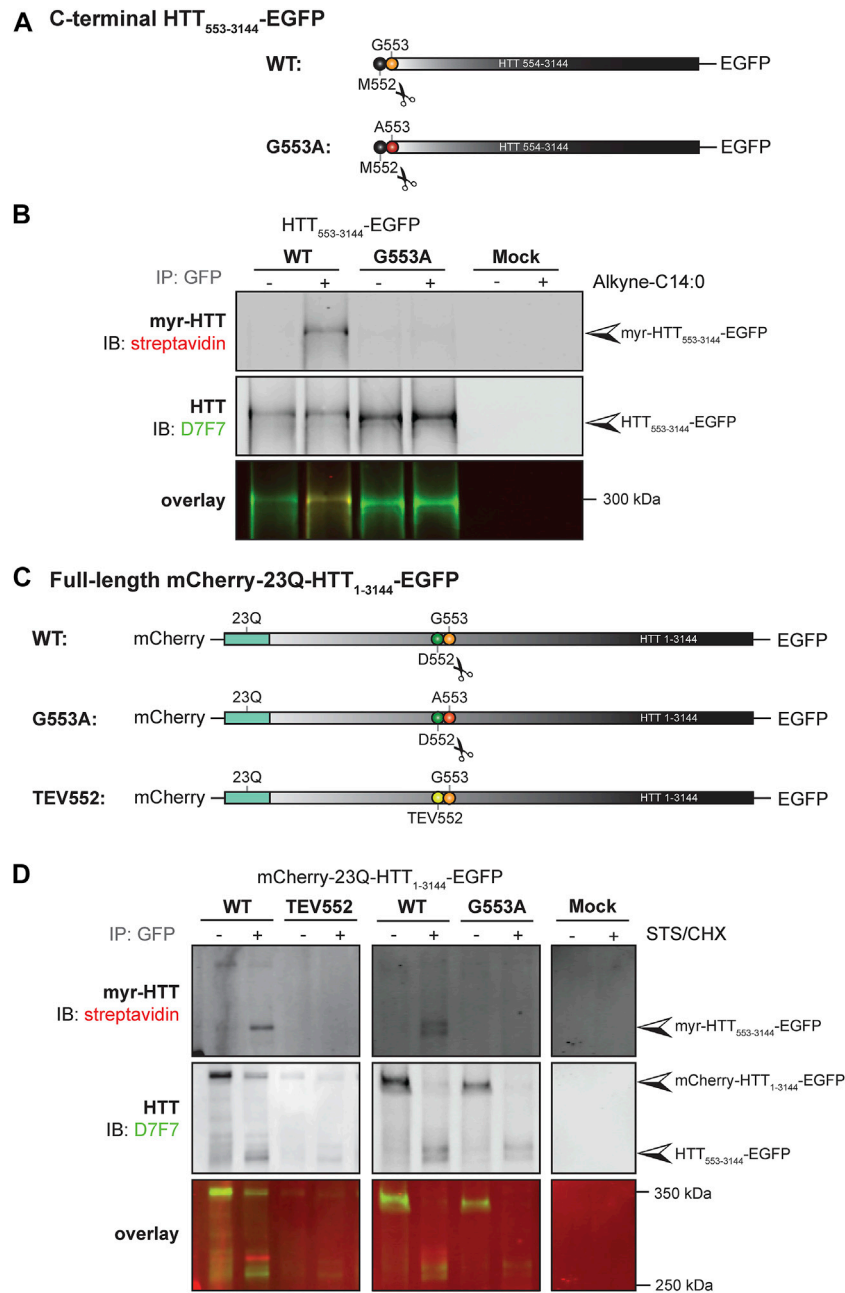 A C-terminal HTT553-3144-EGFP
G553
WT: HTT 554-3144 EGFP
M552
A553
G553A: HTT 554-3144 EGFP
M552
B
HTT553-3144-EGFP
WT G553A Mock
IP: GFP - + - + - + Alkyne-C14:0
myr-HTT
IB: streptavidin
myr-HTT553-3144-EGFP
HTT
IB: D7F7
HTT553-3144-EGFP
overlay 300 kDa
C Full-length mCherry-23Q-HTT1-3144-EGFP
23Q G553
WT: mCherry HTT 1-3144 EGFP
D552
23Q A553
G553A: mCherry HTT 1-3144 EGFP
D552
23Q G553
TEV552: mCherry HTT 1-3144 EGFP
TEV552
D
mCherry-23Q-HTT1-3144-EGFP
WT TEV552 WT G553A Mock
IP: GFP - + - + - + - + - + STS/CHX
myr-HTT
IB: streptavidin
myr-HTT553-3144-EGFP
mCherry-HTT1-3144-EGFP
HTT
IB: D7F7
HTT553-3144-EGFP
350 kDa
overlay
250 kDa